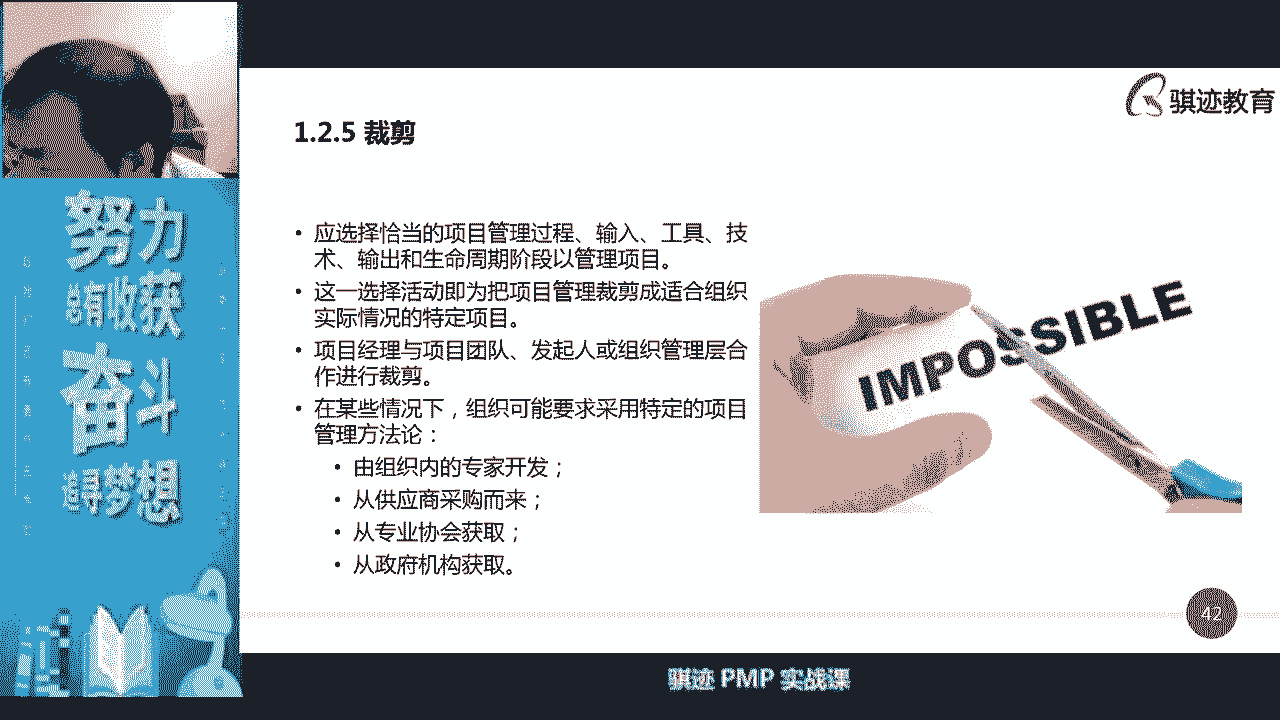 骐迹教育
1.2.5 裁剪
努力
总有收获
奋斗
追寻梦想
• 应选择恰当的项目管理过程、输入、工具、技
术、输出和生命周期阶段以管理项目。
• 这一选择活动即为把项目管理裁剪成适合组织
实际情况的特定项目。
• 项目经理与项目团队、发起人或组织管理层合
作进行裁剪。
• 在某些情况下，组织可能要求采用特定的项目
管理方法论：
• 由组织内的专家开发；
• 从供应商采购而来；
• 从专业协会获取；
• 从政府机构获取。
IMPOSSIBLE
42
骐迹 PMP 实战课